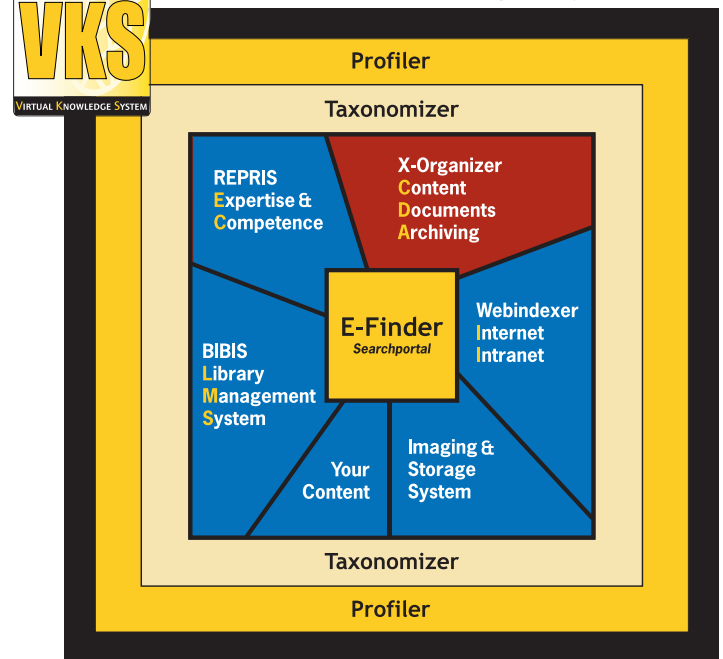 VKS
VIRTUAL KNOWLEDGE SYSTEM
Profiler
Taxonomizer
REPRIS
Expertise &
Competence
X-Organizer
Content
Documents
Archiving
Webindexer
Internet
Intranet
E-Finder
Searchportal
BIBIS
Library
Management
System
Your
Content
Imaging &
Storage
System
Taxonomizer
Profiler